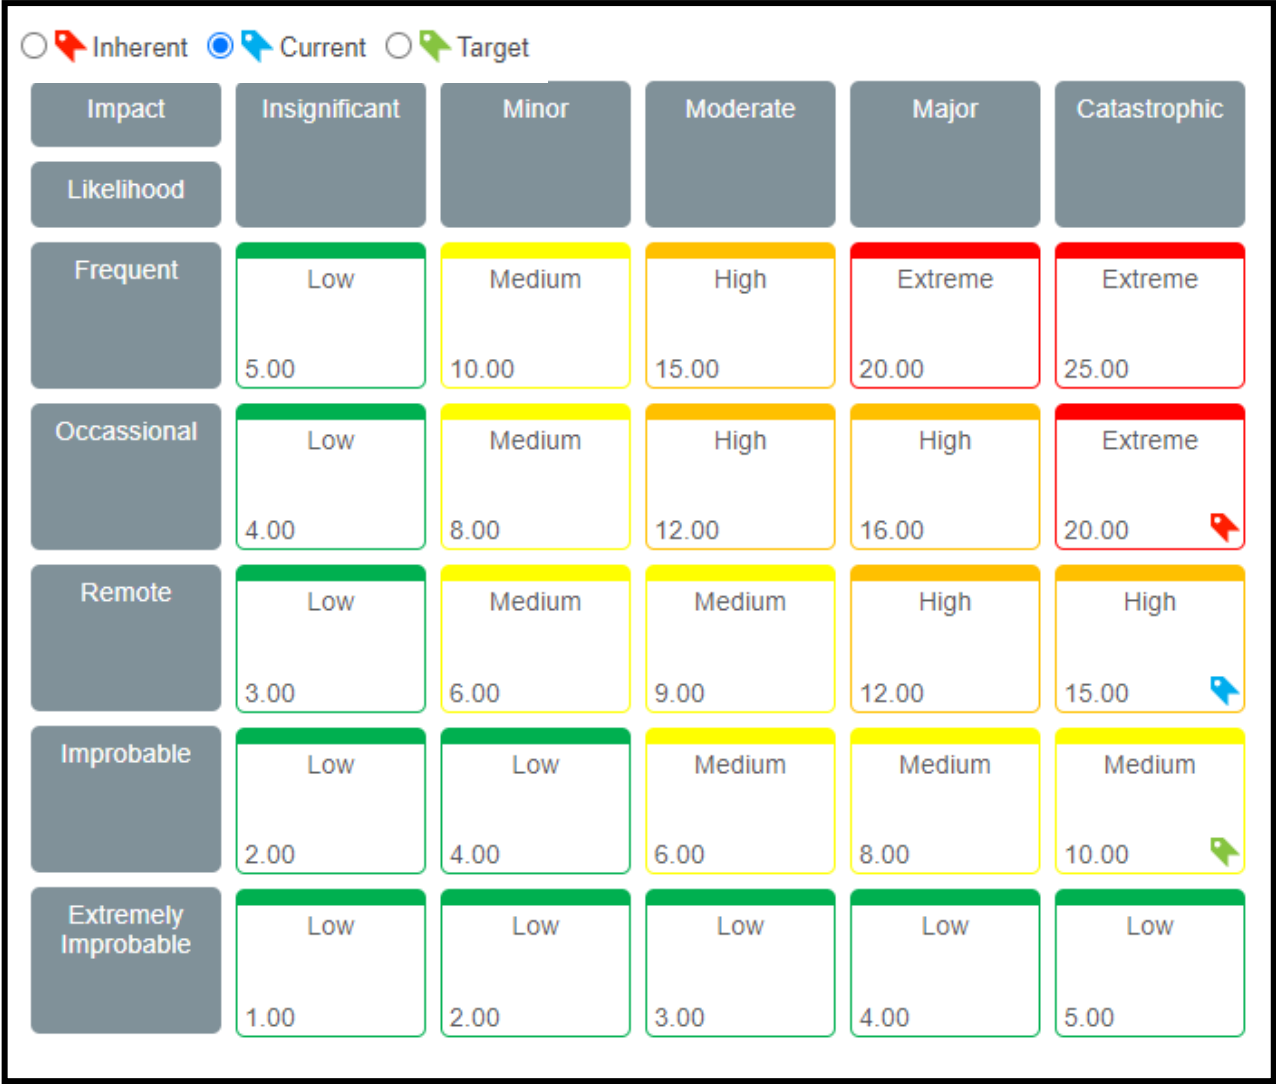 Inherent Current Target
Impact Insignificant Minor Moderate Major Catastrophic
Likelihood
Frequent Low Medium High Extreme Extreme
5.00 10.00 15.00 20.00 25.00
Occassional Low Medium High High Extreme
4.00 8.00 12.00 16.00 20.00
Remote Low Medium Medium High High
3.00 6.00 9.00 12.00 15.00
Improbable Low Low Medium Medium Medium
2.00 4.00 6.00 8.00 10.00
Extremely
Improbable Low Low Low Low Low
1.00 2.00 3.00 4.00 5.00